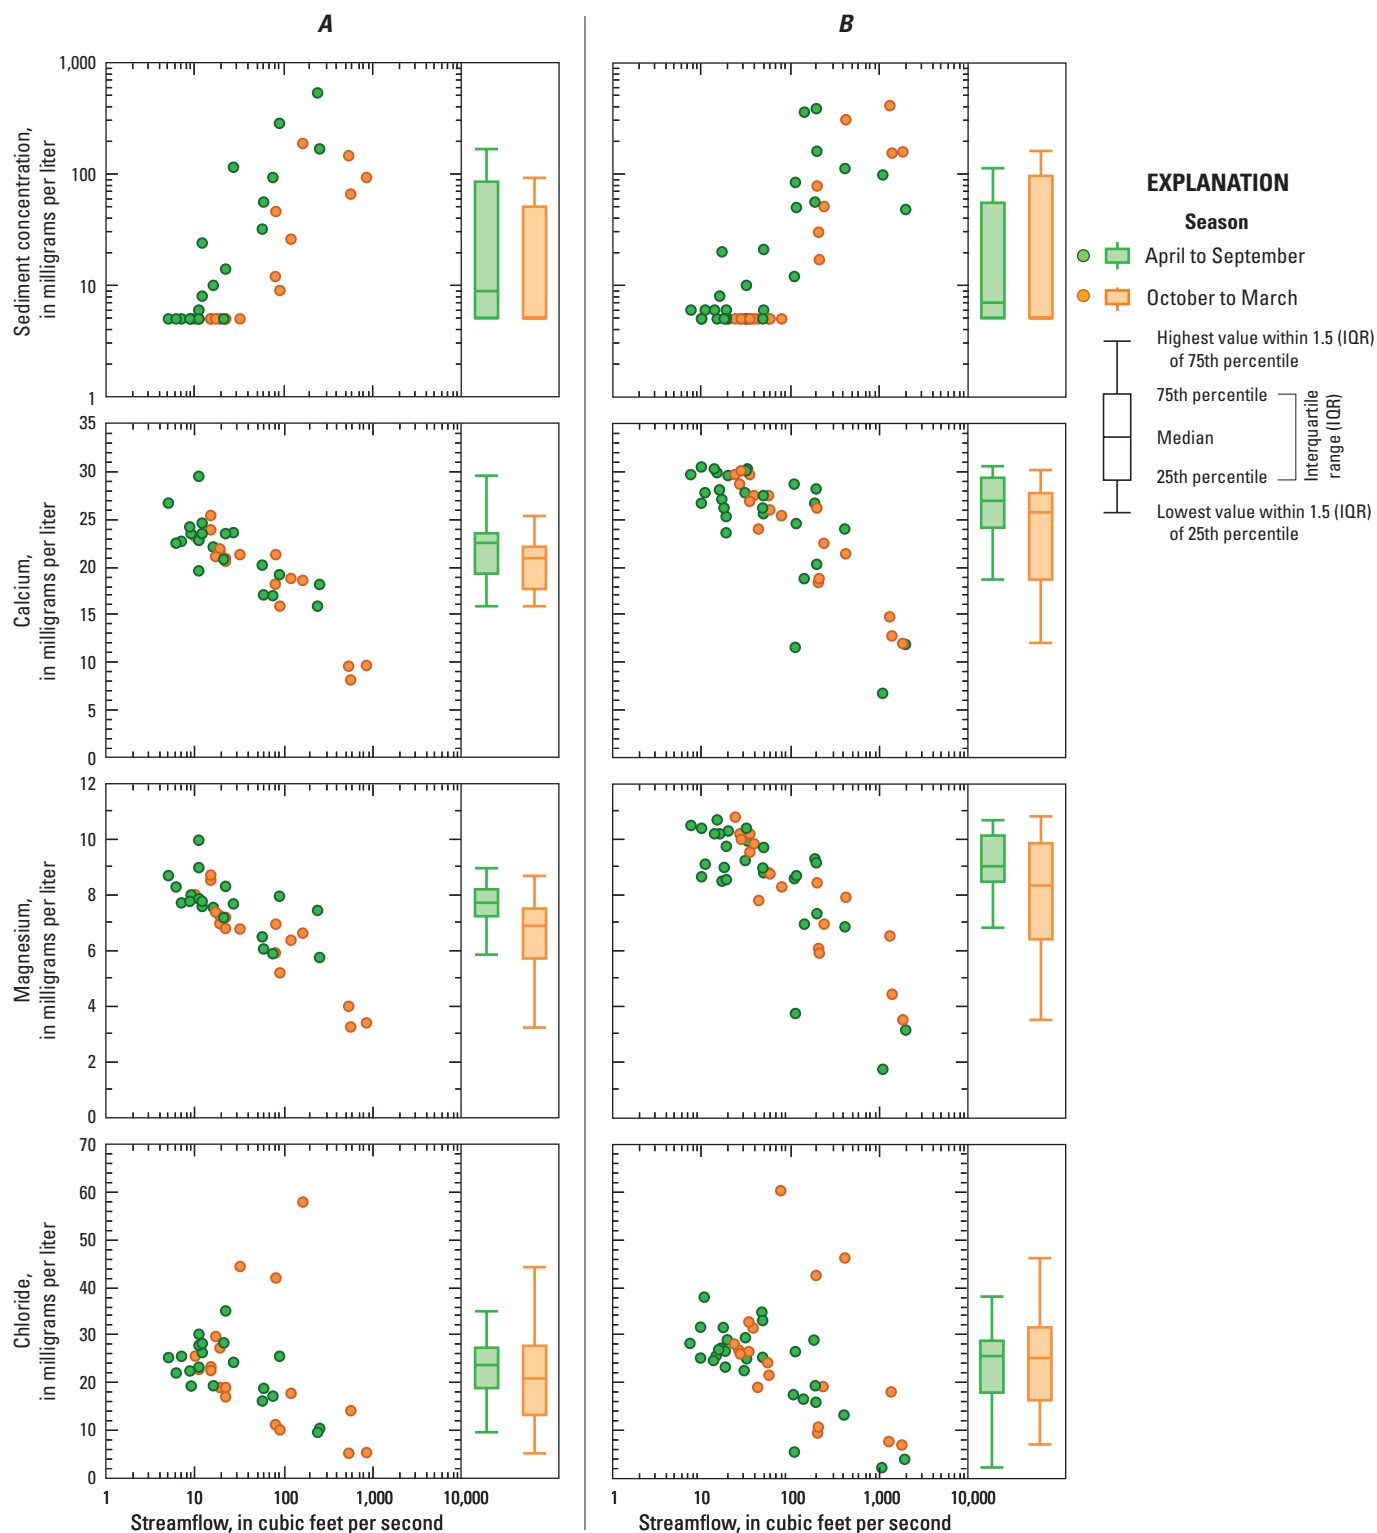 A
B
Sediment concentration,
in milligrams per liter
1,000
100
10
1
EXPLANATION
Season
April to September
October to March
Highest value within 1.5 (IQR)
of 75th percentile
75th percentile
Median
25th percentile
Interquartile
range (IQR)
Lowest value within 1.5 (IQR)
of 25th percentile
Calcium,
in milligrams per liter
35
30
25
20
15
10
5
0
Magnesium,
in milligrams per liter
12
10
8
6
4
2
0
Chloride,
in milligrams per liter
70
60
50
40
30
20
10
0
1 10 100 1,000 10,000
1 10 100 1,000 10,000
Streamflow, in cubic feet per second
Streamflow, in cubic feet per second